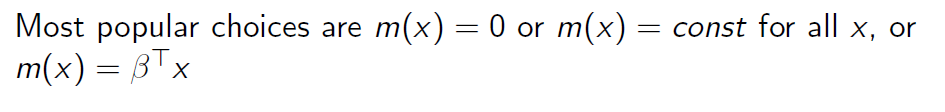 Most popular choices are m(x) = 0 or m(x) = const for all x, or
m(x) = β⊤x